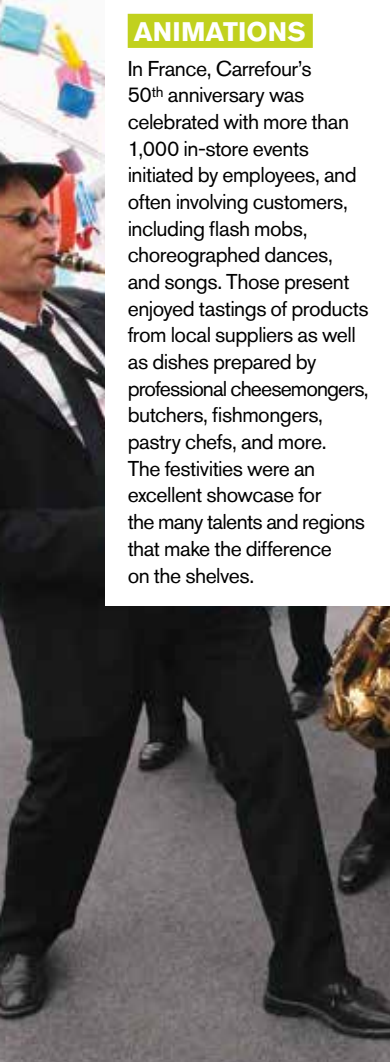 ANIMATIONS
In France, Carrefour's
50th anniversary was
celebrated with more than
1,000 in-store events
initiated by employees, and
often involving customers,
including flash mobs,
choreographed dances,
and songs. Those present
enjoyed tastings of products
from local suppliers as well
as dishes prepared by
professional cheesemongers,
butchers, fishmongers,
pastry chefs, and more.
The festivities were an
excellent showcase for
the many talents and regions
that make the difference
on the shelves.